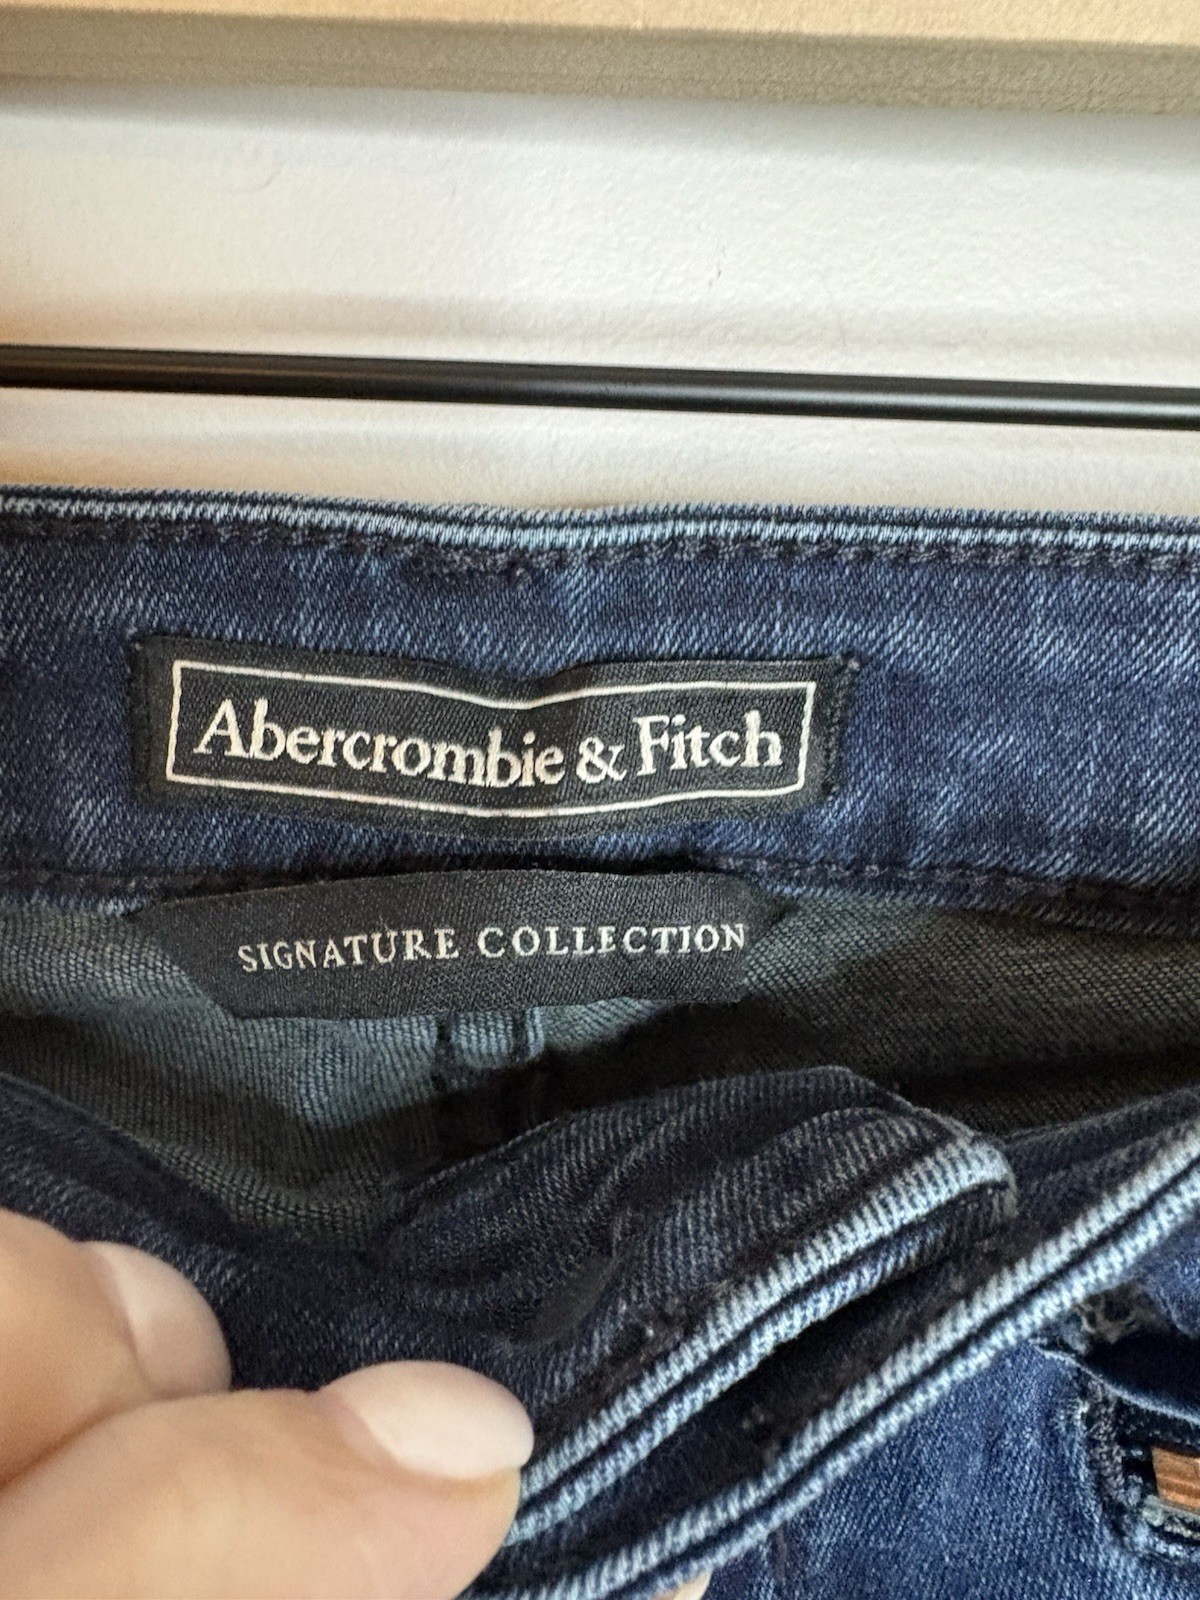 Abercrombie & Fitch
SIGNATURE COLLECTION